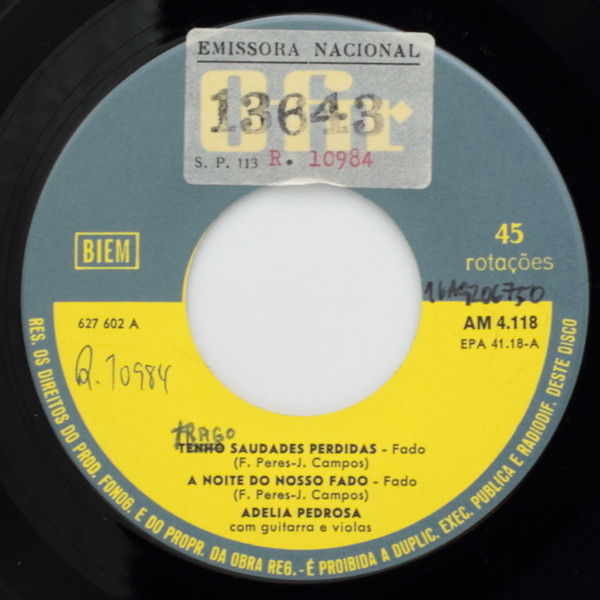 EMISSORA NACIONAL
Ofir
13643
S. P. 113 R. 10984
BIEM
45
rotações
627 602 A
AM 4.118
EPA 41.18-A
R. 10984
TRAGO
TENHO SAUDADES PERDIDAS - Fado
(F. Peres-J. Campos)
A NOITE DO NOSSO FADO - Fado
(F. Peres-J. Campos)
ADELIA PEDROSA
com guitarra e violas
RES. OS DIREITOS DO PROD. FONOG. E DO PROPR. DA OBRA REG. - É PROIBIDA A DUPLIC. EXEC. PUBLICA E RADIODIF. DESTE DISCO